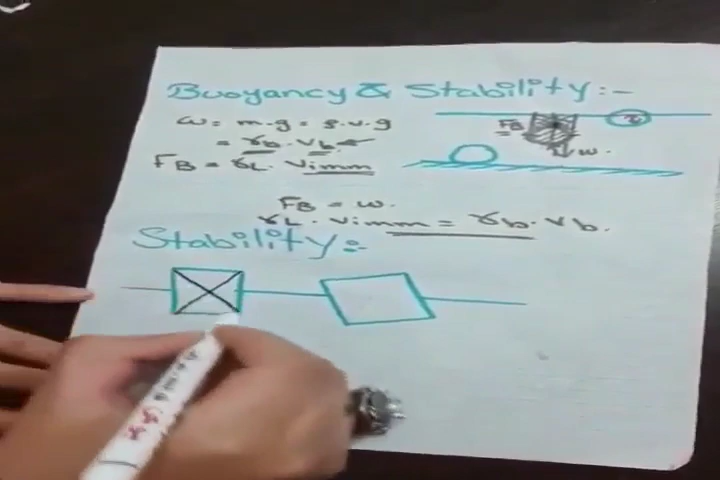 Buoyancy & Stability:-
w = m.g = ρ.v.g
= γb.vb
FB = γL. Vimm
FB
w.
FB = w.
γL. vimm = γb. vb.
Stability:-